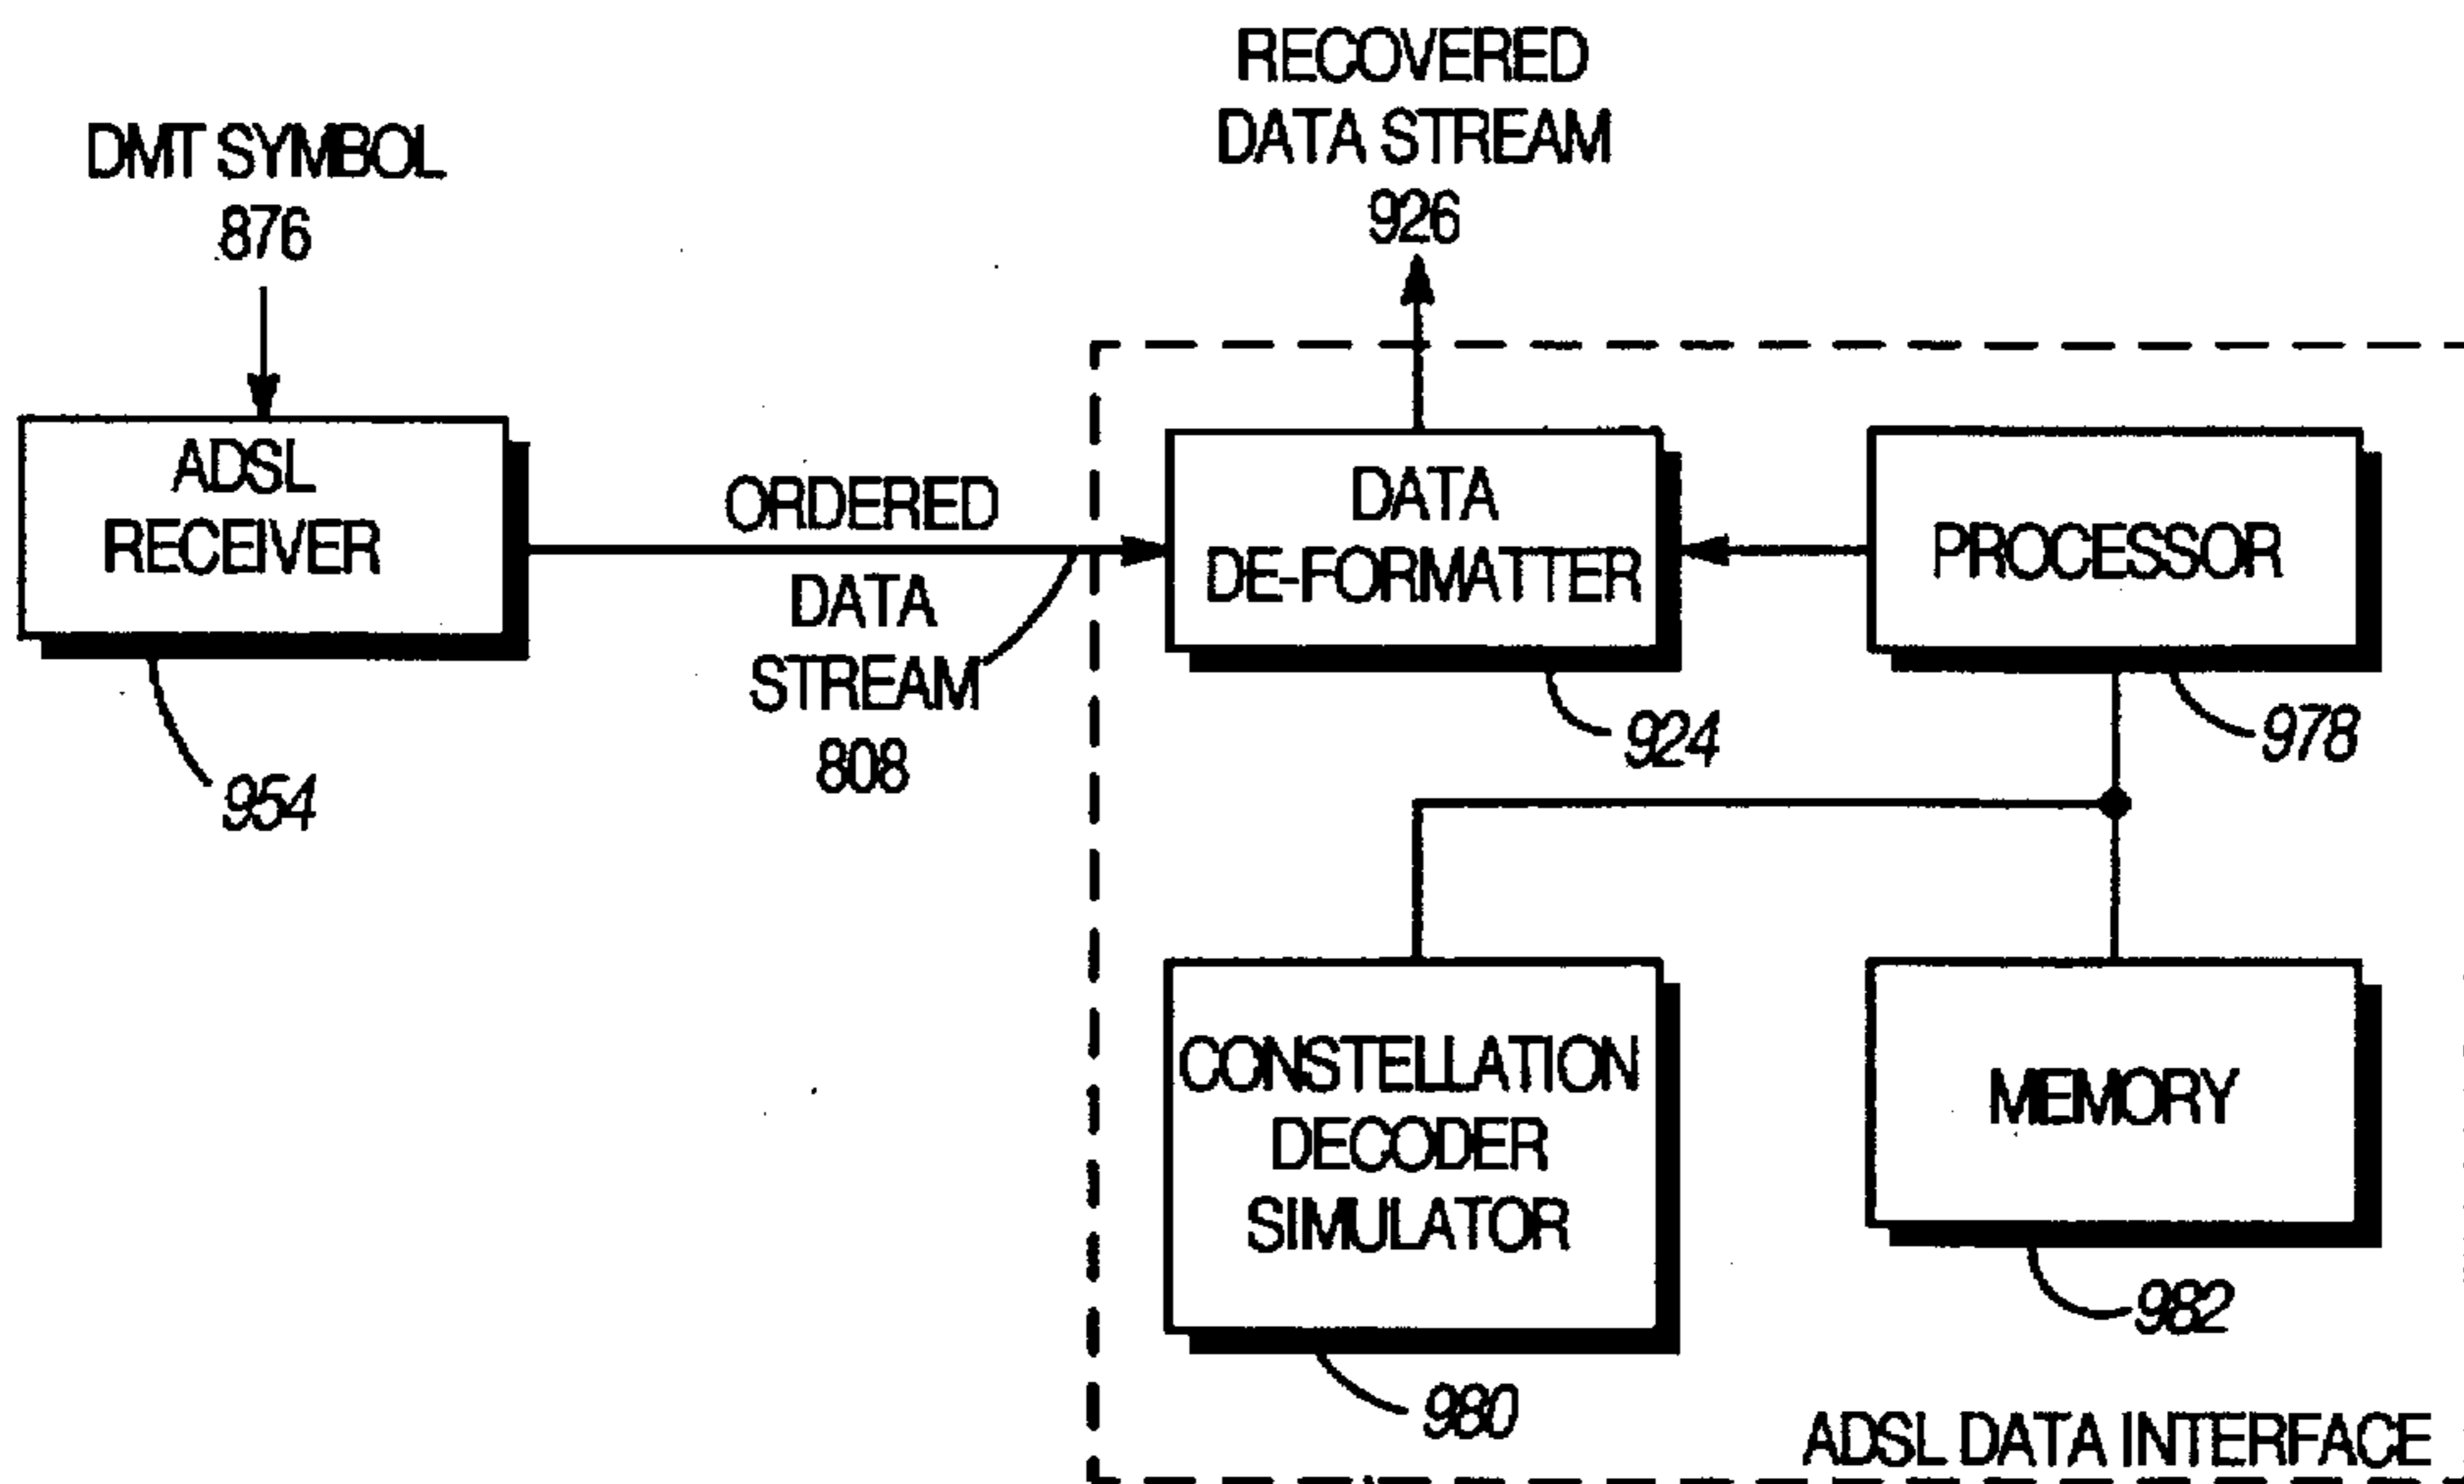 RECOVERED
DATA STREAM
926
DMT SYMBOL
876
ADSL
RECEIVER
954
ORDERED
DATA
STREAM
808
DATA
DE-FORMATTER
924
PROCESSOR
978
CONSTELLATION
DECODER
SIMULATOR
980
MEMORY
982
ADSL DATA INTERFACE